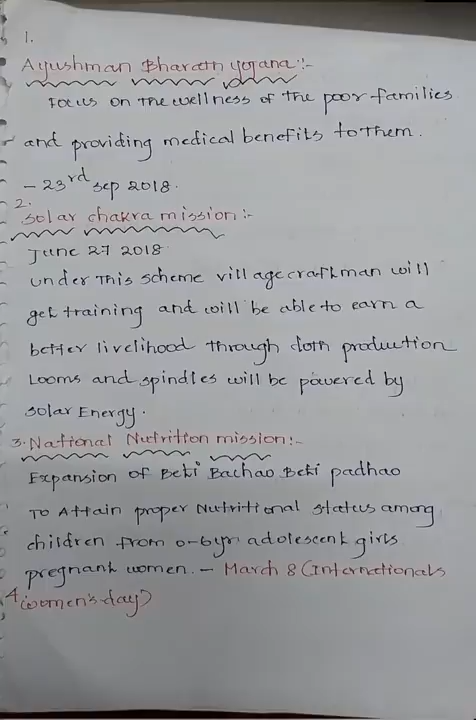 1.
Ayushman Bharath yojana :-
Focus on the wellness of the poor families
and providing medical benefits to them.
- 23rd sep 2018.
2.
Solar chakra mission :-
June 27 2018
under This scheme village craftman will
get training and will be able to earn a
better livelihood through cloth production
Looms and spindles will be powered by
solar Energy.
3. National Nutrition mission :-
Expansion of Beti Bachao Beti padhao
To Attain proper Nutritional status among
children from 0-6yr adolescent girls
pregnant women. - March 8 (Internationals
4 women's day)